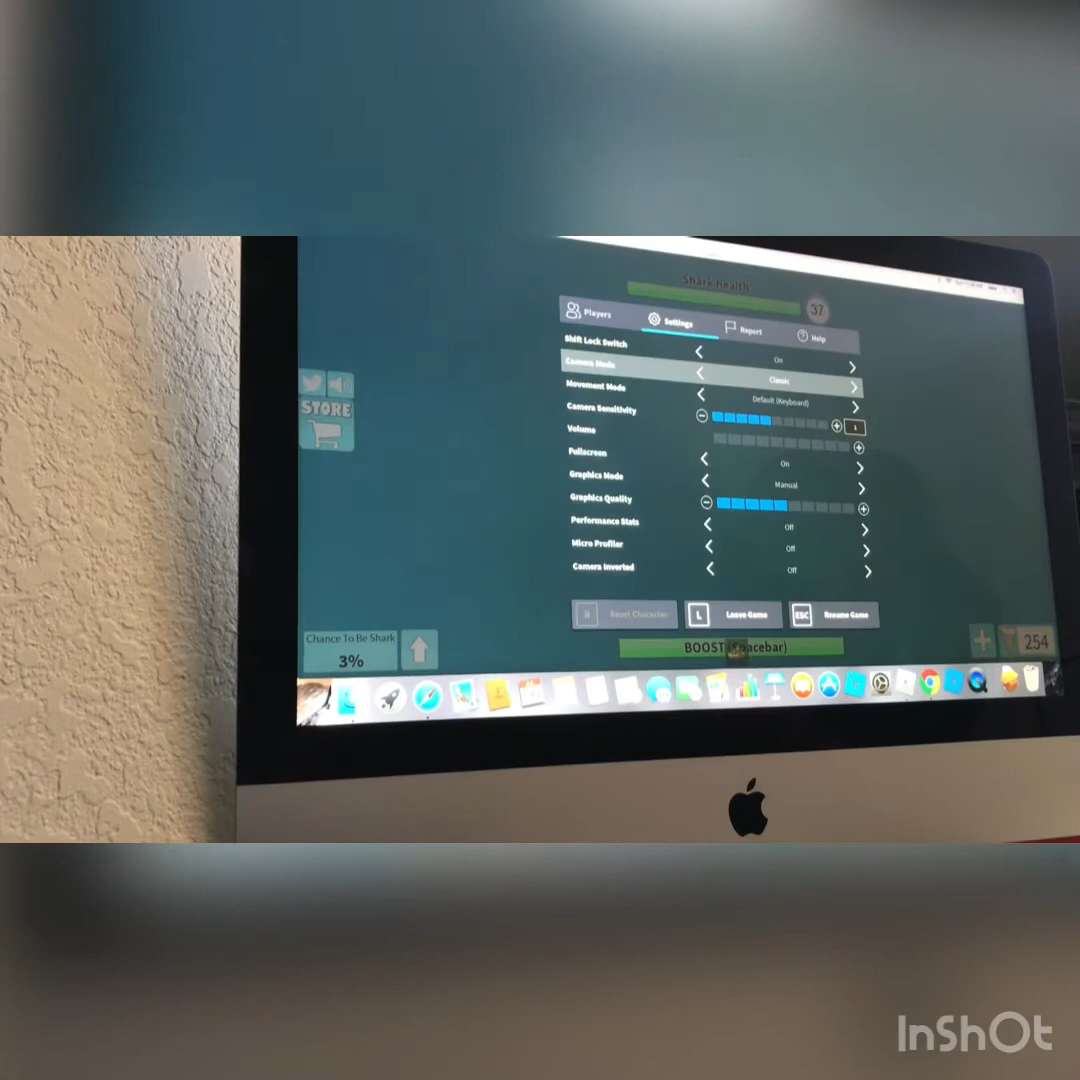 Shark health
37
Players
Settings
Report
Help
Shift Lock Switch
On
Camera Mode
Classic
Movement Mode
Default (Keyboard)
Camera Sensitivity
1
Volume
Fullscreen
On
Graphics Mode
Manual
Graphics Quality
Performance Stats
Off
Micro Profiler
Off
Camera Inverted
Off
R Reset Character
L Leave Game
ESC Resume Game
STORE
Chance To Be Shark
3%
BOOST (Spacebar)
254
InShOt